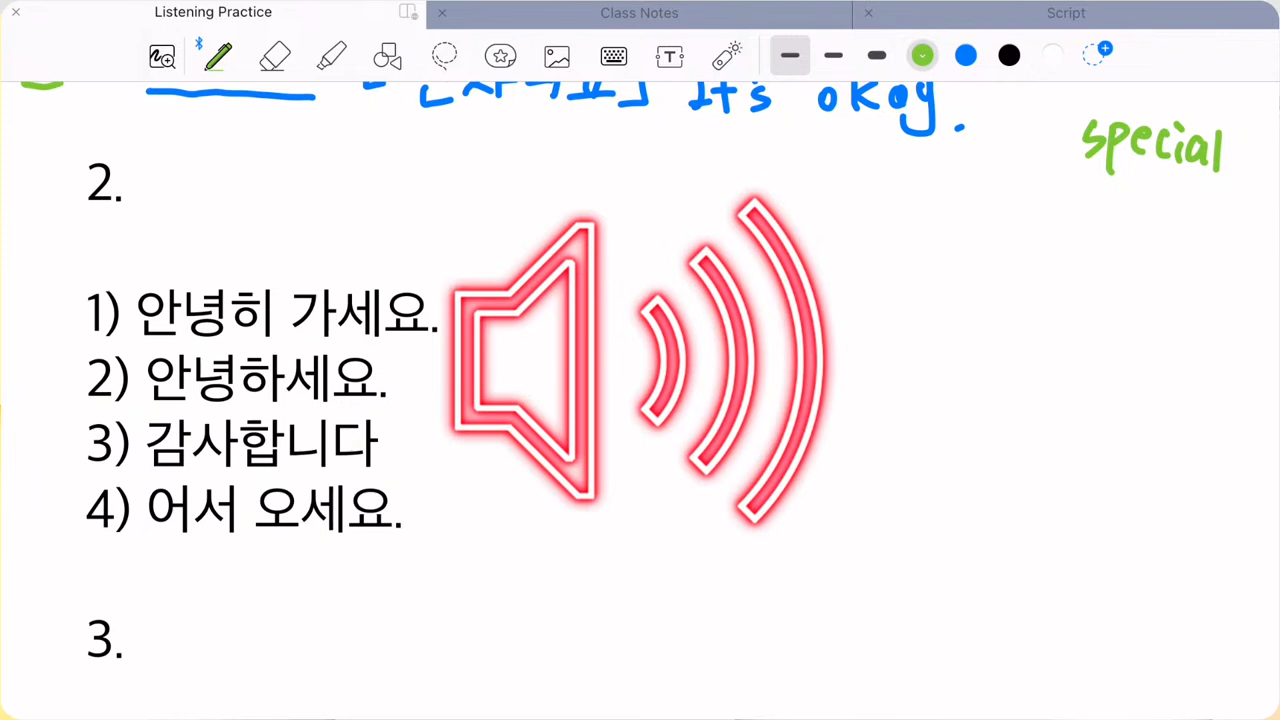 Listening Practice
Class Notes
Script
It's okay.
special
2.
1) 안녕히 가세요.
2) 안녕하세요.
3) 감사합니다
4) 어서 오세요.
3.